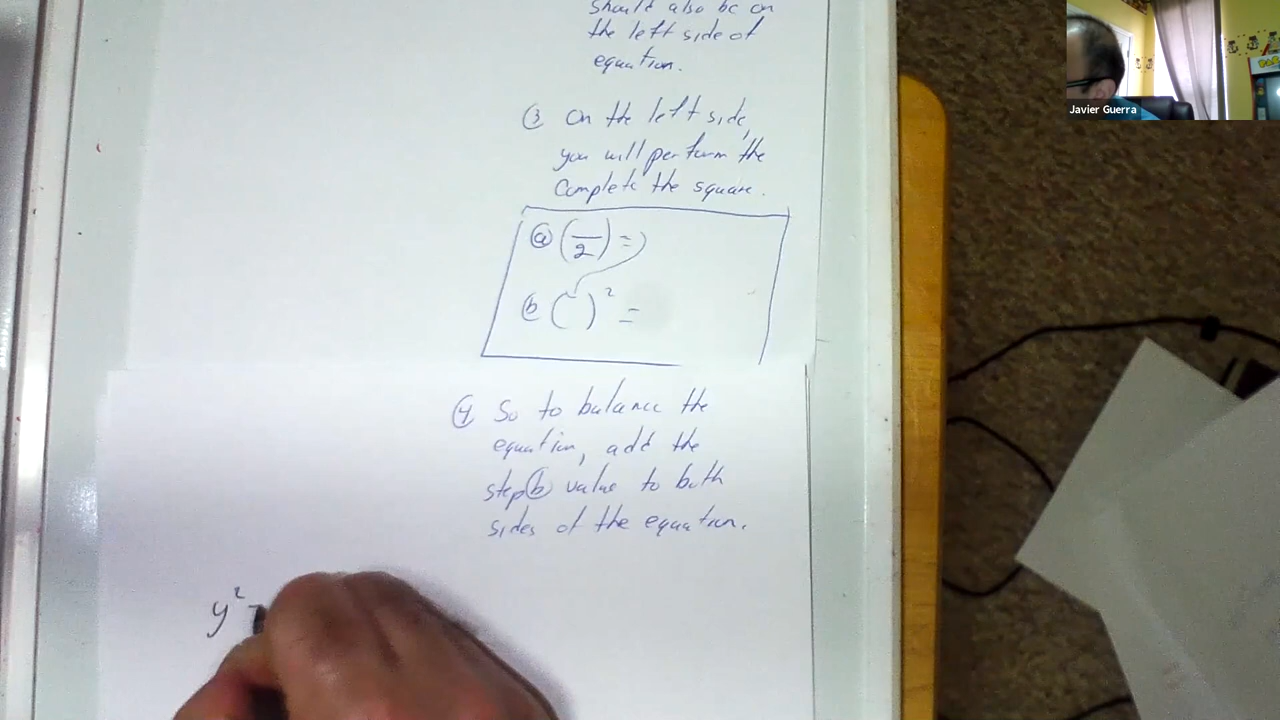 should also be on
the left side of
equation.
③ On the left side,
you will perform the
Complete the square.
ⓐ ( /2) =
ⓑ ( )² =
④ So to balance the
equation, add the
step ⓑ value to both
sides of the equation.
y²
Javier Guerra